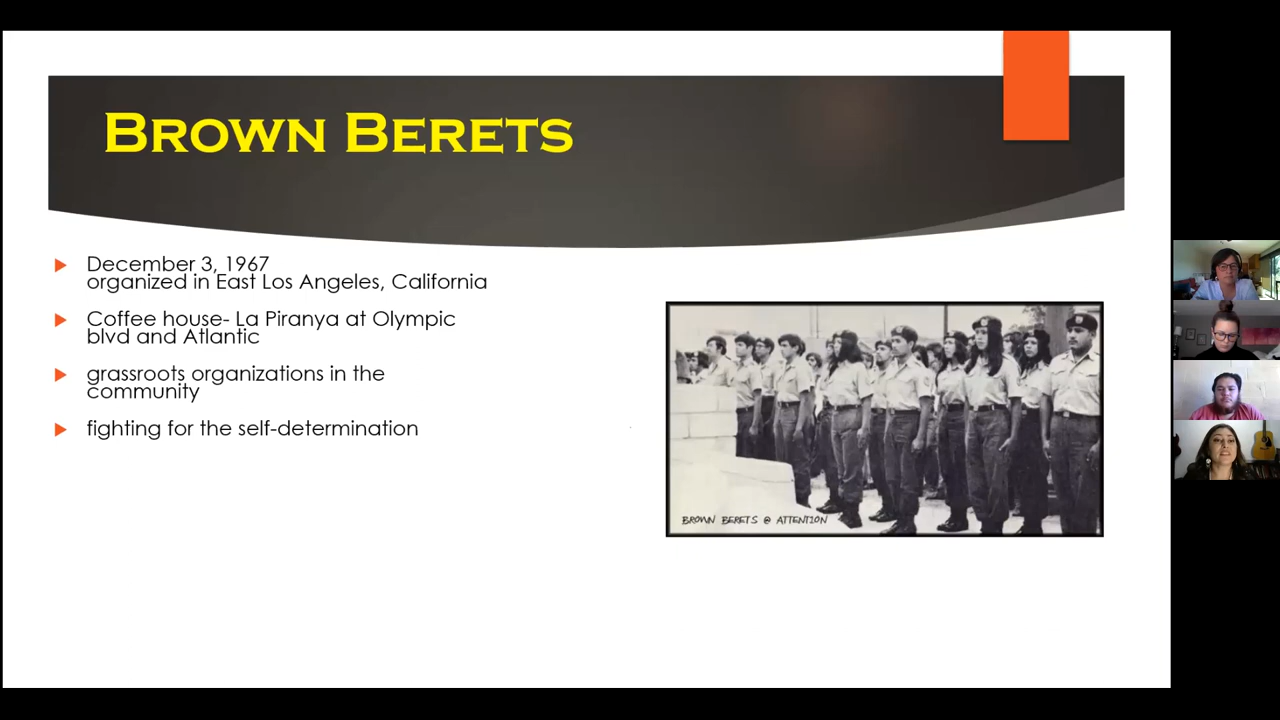 Brown Berets
December 3, 1967
organized in East Los Angeles, California
Coffee house- La Piranya at Olympic
blvd and Atlantic
grassroots organizations in the
community
fighting for the self-determination
BROWN BERETS @ ATTENTION